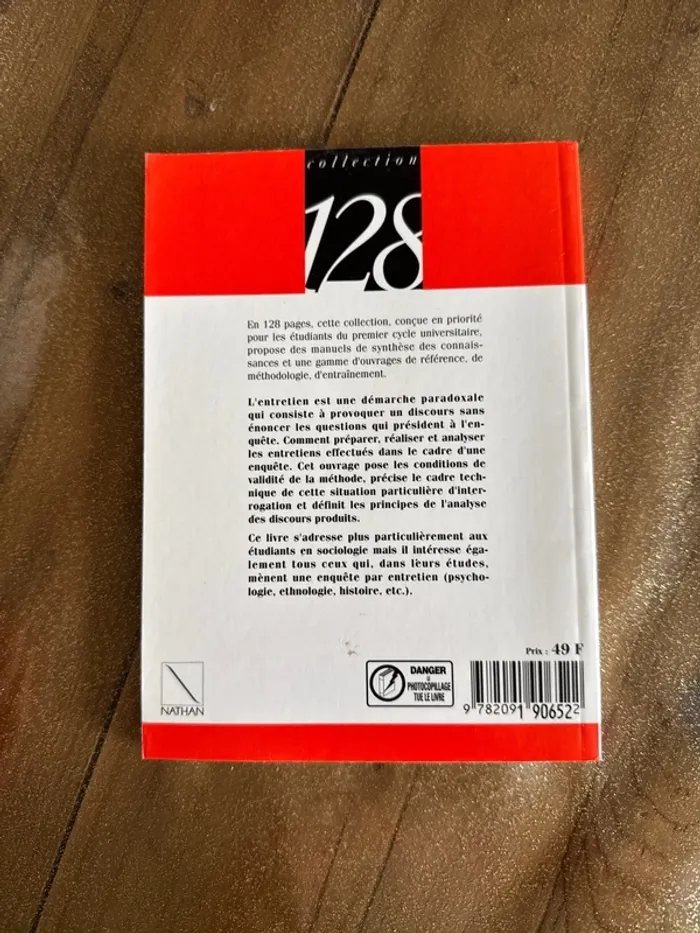 collection
128
En 128 pages, cette collection, conçue en priorité
pour les étudiants du premier cycle universitaire,
propose des manuels de synthèse des connais-
sances et une gamme d'ouvrages de référence, de
méthodologie, d'entraînement.
L'entretien est une démarche paradoxale
qui consiste à provoquer un discours sans
énoncer les questions qui président à l'en-
quête. Comment préparer, réaliser et analyser
les entretiens effectués dans le cadre d'une
enquête. Cet ouvrage pose les conditions de
validité de la méthode, précise le cadre tech-
nique de cette situation particulière d'inter-
rogation et définit les principes de l'analyse
des discours produits.
Ce livre s'adresse plus particulièrement aux
étudiants en sociologie mais il intéresse éga-
lement tous ceux qui, dans leurs études,
mènent une enquête par entretien (psycho-
logie, ethnologie, histoire, etc.).
Prix : 49 F
NATHAN
DANGER
LE
PHOTOCOPILLAGE
TUE LE LIVRE
9 782091 906522